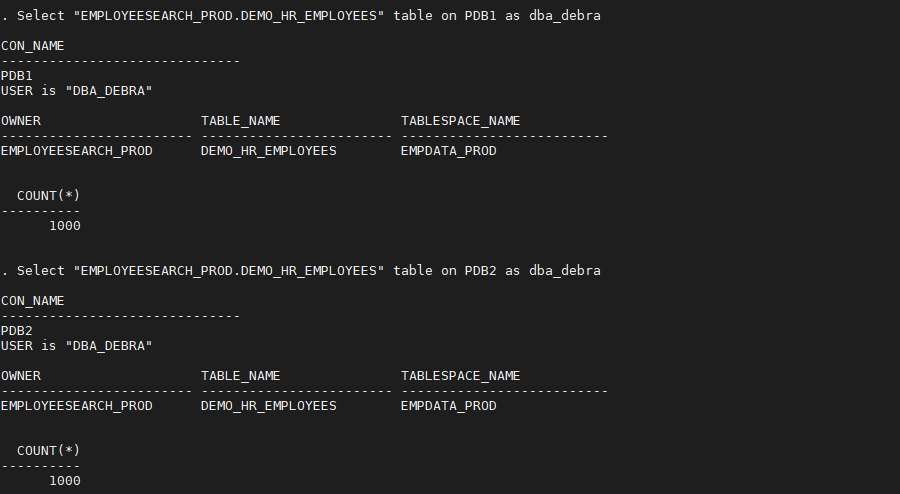 . Select "EMPLOYEESEARCH_PROD.DEMO_HR_EMPLOYEES" table on PDB1 as dba_debra
CON_NAME
------------------------------
PDB1
USER is "DBA_DEBRA"
OWNER                    TABLE_NAME               TABLESPACE_NAME
------------------------ ------------------------ --------------------------
EMPLOYEESEARCH_PROD      DEMO_HR_EMPLOYEES        EMPDATA_PROD
  COUNT(*)
----------
      1000
. Select "EMPLOYEESEARCH_PROD.DEMO_HR_EMPLOYEES" table on PDB2 as dba_debra
CON_NAME
------------------------------
PDB2
USER is "DBA_DEBRA"
OWNER                    TABLE_NAME               TABLESPACE_NAME
------------------------ ------------------------ --------------------------
EMPLOYEESEARCH_PROD      DEMO_HR_EMPLOYEES        EMPDATA_PROD
  COUNT(*)
----------
      1000